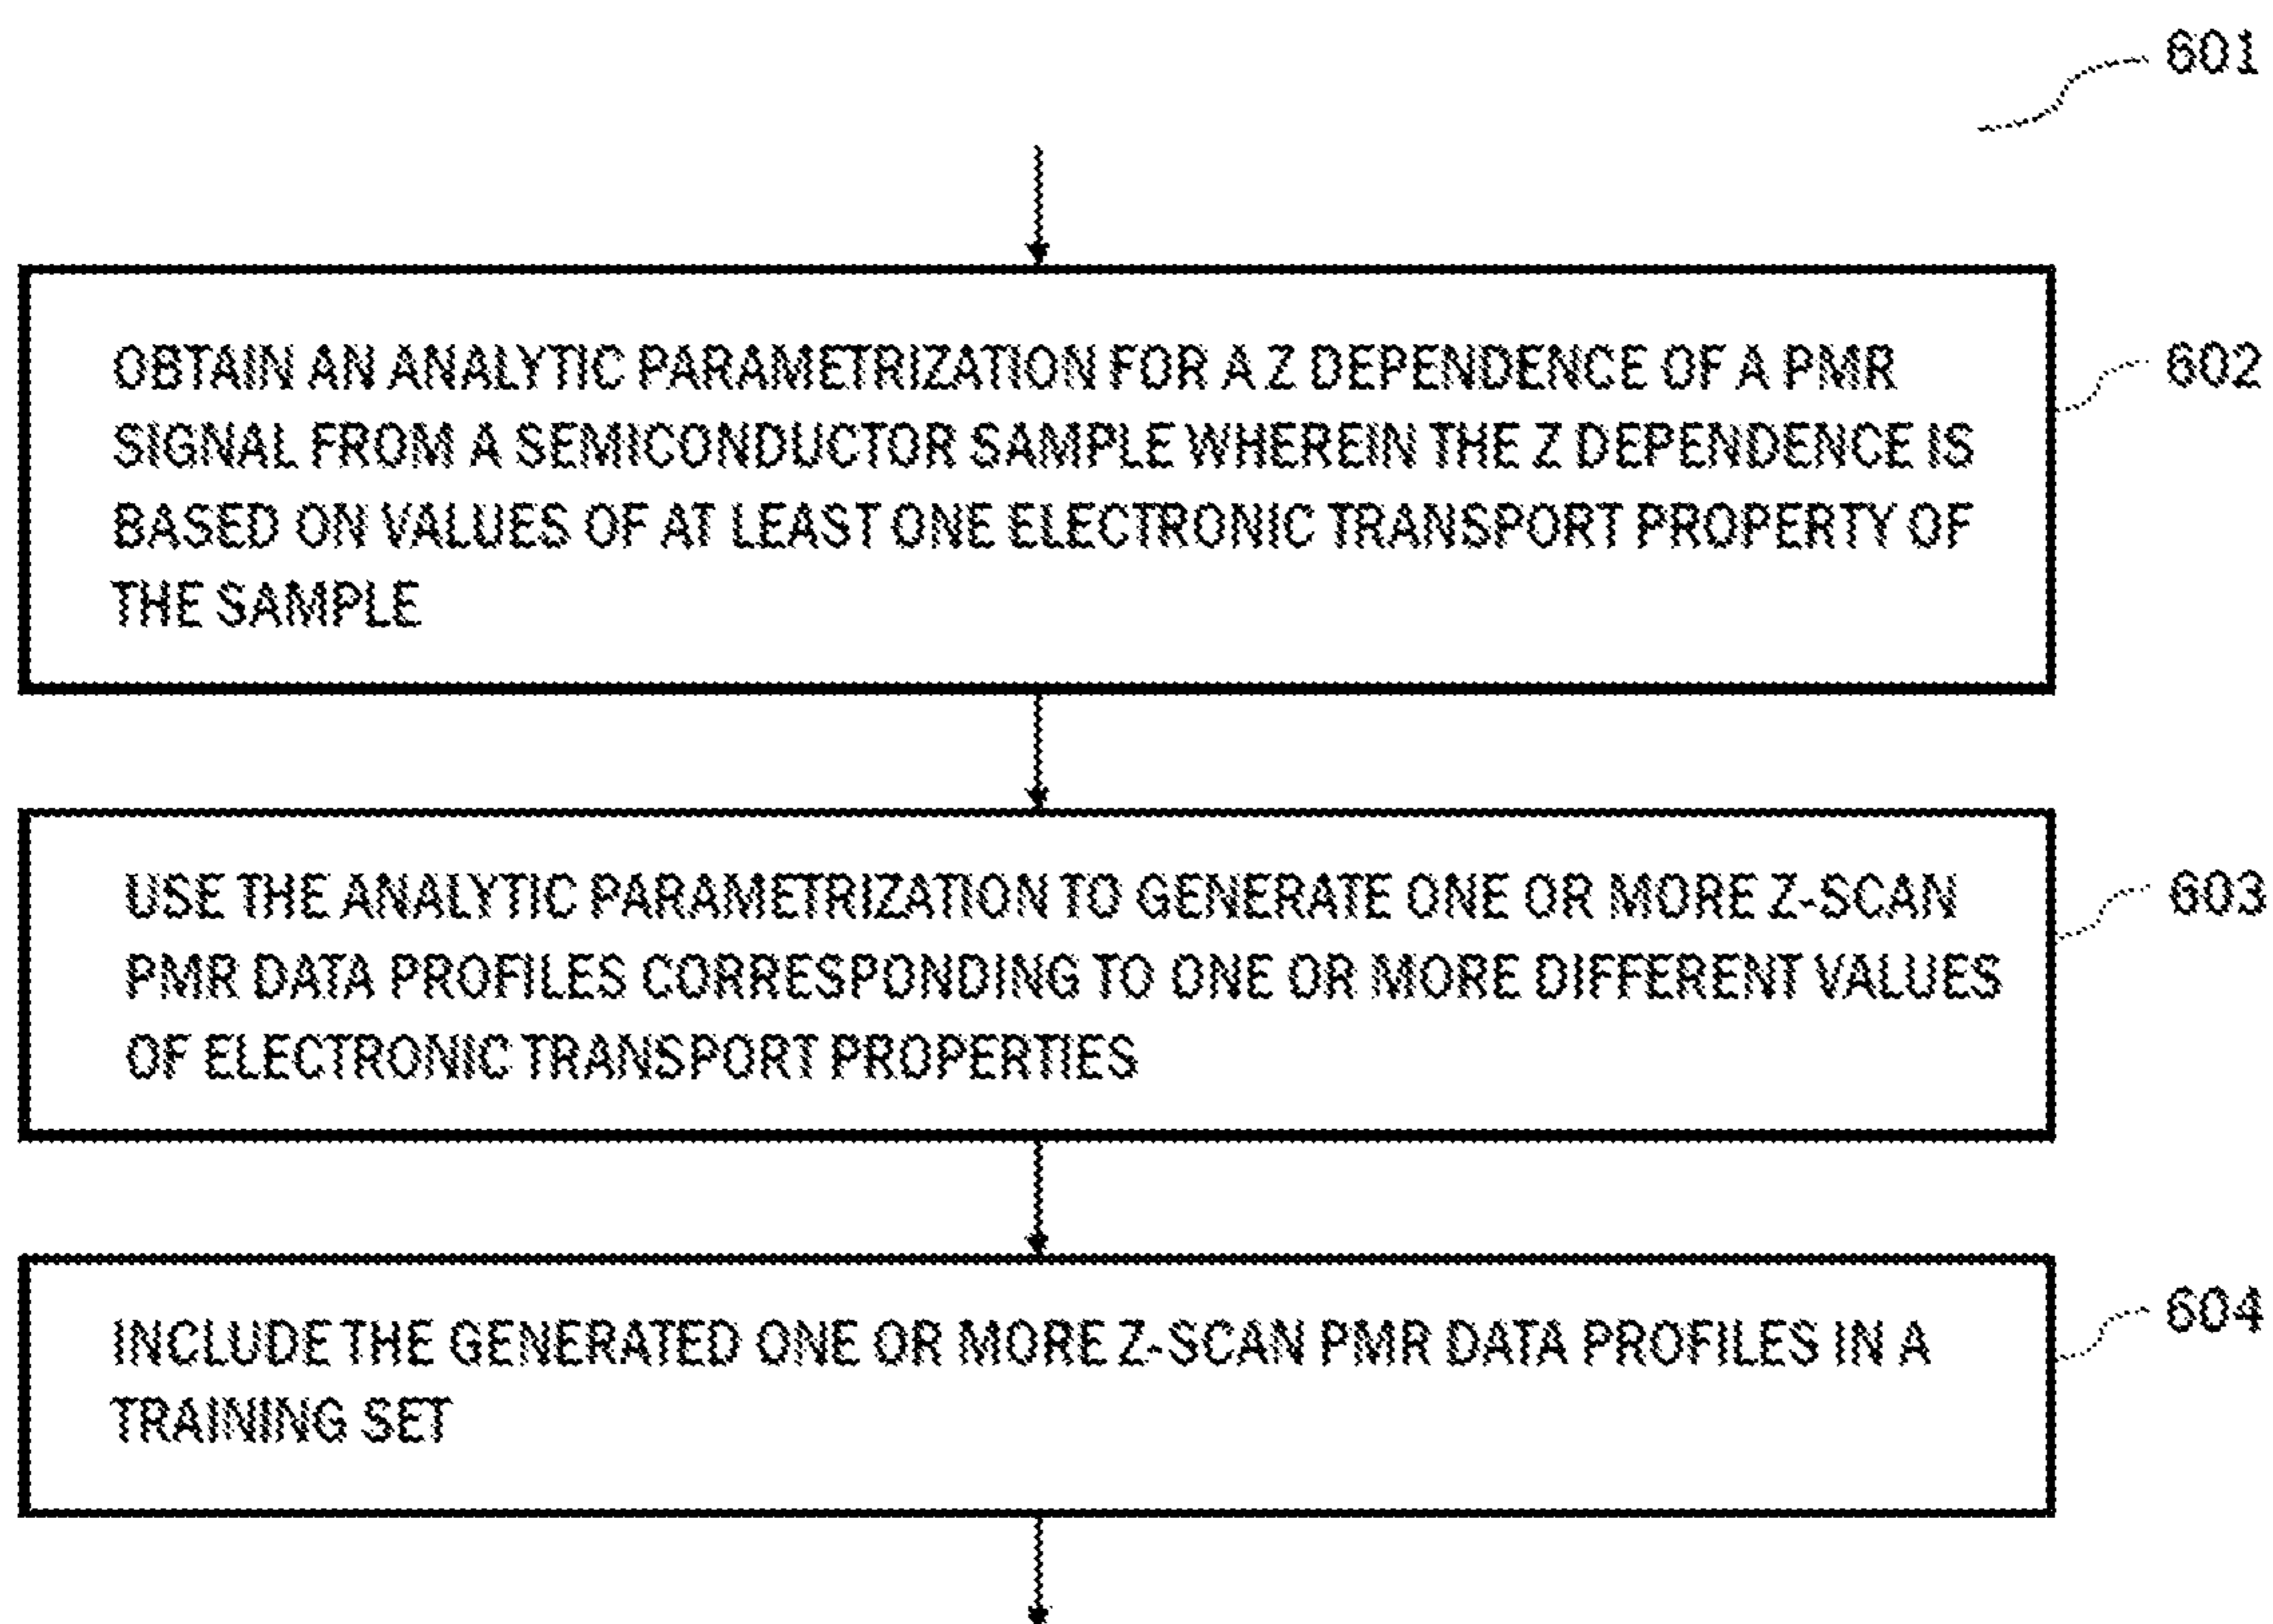 601
OBTAIN AN ANALYTIC PARAMETRIZATION FOR A Z DEPENDENCE OF A PMR
602
SIGNAL FROM A SEMICONDUCTOR SAMPLE WHEREIN THE Z DEPENDENCE IS
BASED ON VALUES OF AT LEAST ONE ELECTRONIC TRANSPORT PROPERTY OF
THE SAMPLE
USE THE ANALYTIC PARAMETRIZATION TO GENERATE ONE OR MORE Z-SCAN
603
PMR DATA PROFILES CORRESPONDING TO ONE OR MORE DIFFERENT VALUES
OF ELECTRONIC TRANSPORT PROPERTIES
604
INCLUDE THE GENERATED ONE OR MORE Z-SCAN PMR DATA PROFILES IN A
TRAINING SET